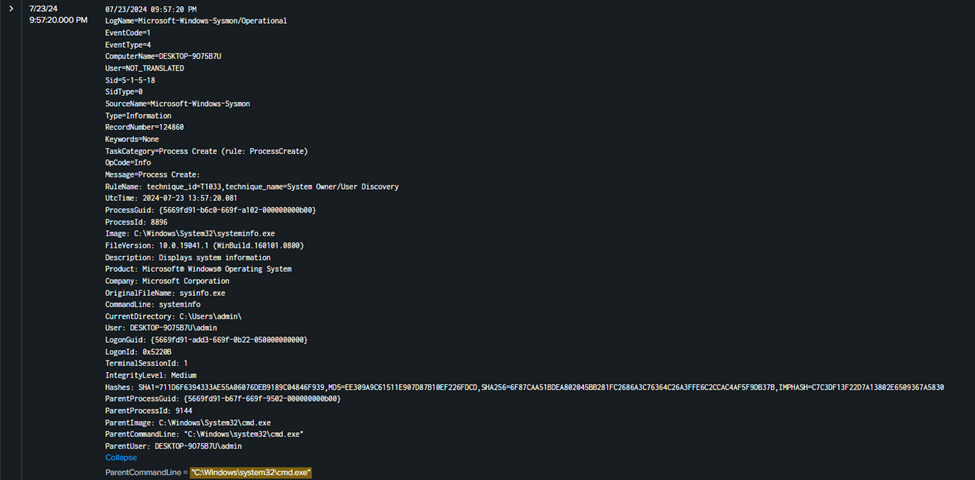 7/23/24
9:57:20.000 PM
07/23/2024 09:57:20 PM
LogName=Microsoft-Windows-Sysmon/Operational
EventCode=1
EventType=4
ComputerName=DESKTOP-9O75B7U
User=NOT_TRANSLATED
Sid=S-1-5-18
SidType=0
SourceName=Microsoft-Windows-Sysmon
Type=Information
RecordNumber=124860
Keywords=None
TaskCategory=Process Create (rule: ProcessCreate)
OpCode=Info
Message=Process Create:
RuleName: technique_id=T1033,technique_name=System Owner/User Discovery
UtcTime: 2024-07-23 13:57:20.081
ProcessGuid: {5669fd91-b6c0-669f-a102-000000000b00}
ProcessId: 8896
Image: C:\Windows\System32\systeminfo.exe
FileVersion: 10.0.19041.1 (WinBuild.160101.0800)
Description: Displays system information
Product: Microsoft® Windows® Operating System
Company: Microsoft Corporation
OriginalFileName: sysinfo.exe
CommandLine: systeminfo
CurrentDirectory: C:\Users\admin\
User: DESKTOP-9O75B7U\admin
LogonGuid: {5669fd91-add3-669f-0b22-050000000000}
LogonId: 0x5220B
TerminalSessionId: 1
IntegrityLevel: Medium
Hashes: SHA1=711D6F6394333AE55A06076DEB9189C04846F939,MD5=EE309A9C61511E907D87B10EF226FDCD,SHA256=6F87CAA51BDEA802045BB281FC2686A3C76364C26A3FFE6C2CCAC4AF5F9DB37B,IMPHASH=C7C3DF13F22D7A13802E6509367A5830
ParentProcessGuid: {5669fd91-b67f-669f-9502-000000000b00}
ParentProcessId: 9144
ParentImage: C:\Windows\System32\cmd.exe
ParentCommandLine: "C:\Windows\system32\cmd.exe"
ParentUser: DESKTOP-9O75B7U\admin
Collapse
ParentCommandLine = "C:\Windows\system32\cmd.exe"